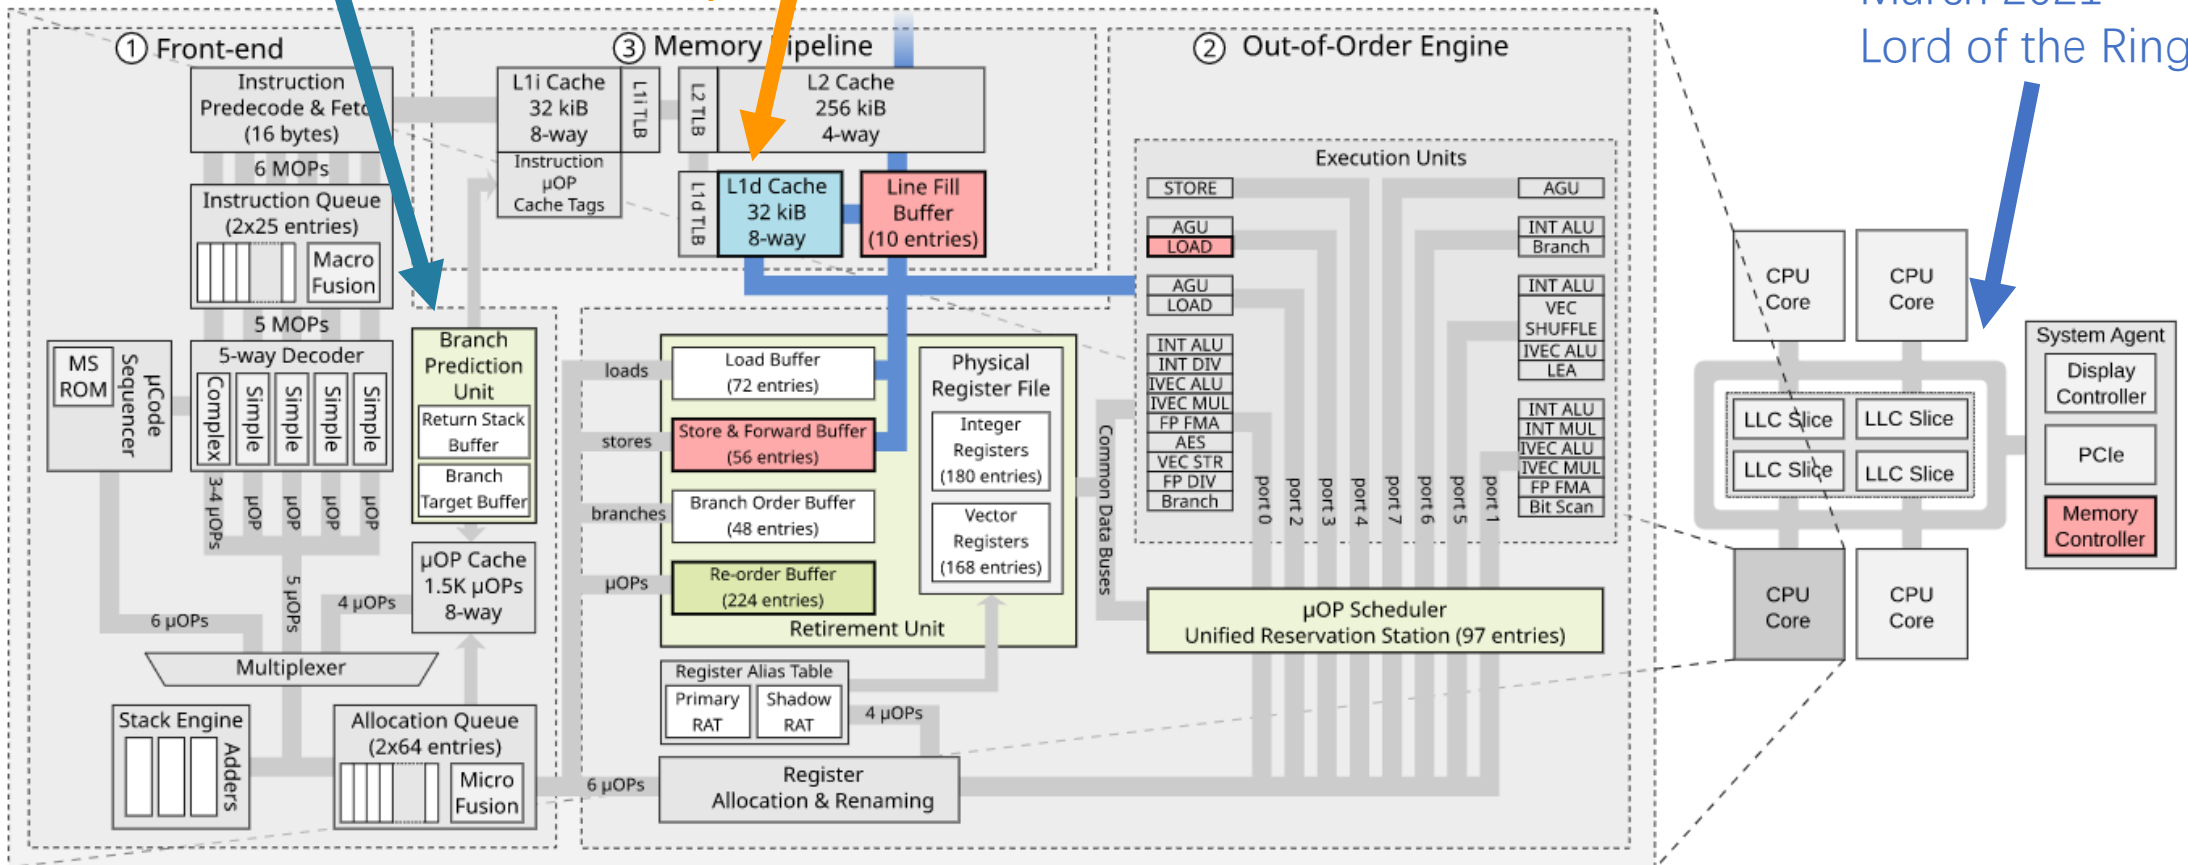 March 2021
Lord of the Ring
① Front-end
Instruction
Predecode & Fetch
(16 bytes)
6 MOPs
Instruction Queue
(2x25 entries)
Macro
Fusion
5 MOPs
MS
ROM
µCode
Sequencer
5-way Decoder
Complex
Simple
Simple
Simple
Simple
3-4 µOPs
µOP
µOP
µOP
µOP
Branch
Prediction
Unit
Return Stack
Buffer
Branch
Target Buffer
µOP Cache
1.5K µOPs
8-way
5 µOPs
4 µOPs
6 µOPs
Multiplexer
Stack Engine
Adders
Allocation Queue
(2x64 entries)
Micro
Fusion
③ Memory Pipeline
L1i Cache
32 kiB
8-way
L1i TLB
Instruction
µOP
Cache Tags
L2 TLB
L2 Cache
256 kiB
4-way
L1d TLB
L1d Cache
32 kiB
8-way
Line Fill
Buffer
(10 entries)
② Out-of-Order Engine
loads
Load Buffer
(72 entries)
stores
Store & Forward Buffer
(56 entries)
branches
Branch Order Buffer
(48 entries)
µOPs
Re-order Buffer
(224 entries)
Physical
Register File
Integer
Registers
(180 entries)
Vector
Registers
(168 entries)
Retirement Unit
Register Alias Table
Primary
RAT
Shadow
RAT
4 µOPs
6 µOPs
Register
Allocation & Renaming
Common Data Buses
Execution Units
STORE
AGU
LOAD
AGU
LOAD
INT ALU
INT DIV
IVEC ALU
IVEC MUL
FP FMA
AES
VEC STR
FP DIV
Branch
port 0
port 2
port 3
port 4
port 7
port 6
port 5
port 1
AGU
INT ALU
Branch
INT ALU
VEC
SHUFFLE
IVEC ALU
LEA
INT ALU
INT MUL
IVEC ALU
IVEC MUL
FP FMA
Bit Scan
µOP Scheduler
Unified Reservation Station (97 entries)
CPU
Core
CPU
Core
LLC Slice
LLC Slice
LLC Slice
LLC Slice
CPU
Core
CPU
Core
System Agent
Display
Controller
PCIe
Memory
Controller